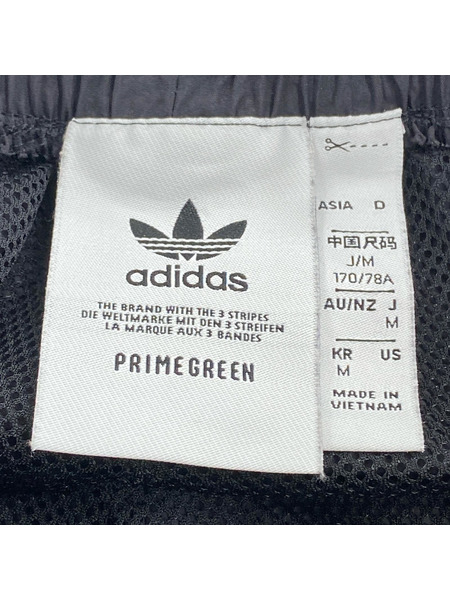 adidas
THE BRAND WITH THE 3 STRIPES
DIE WELTMARKE MIT DEN 3 STREIFEN
LA MARQUE AUX 3 BANDES
PRIMEGREEN
ASIA D
中国尺码
J/M
170/78A
AU/NZ J
M
KR US
M
MADE IN
VIETNAM